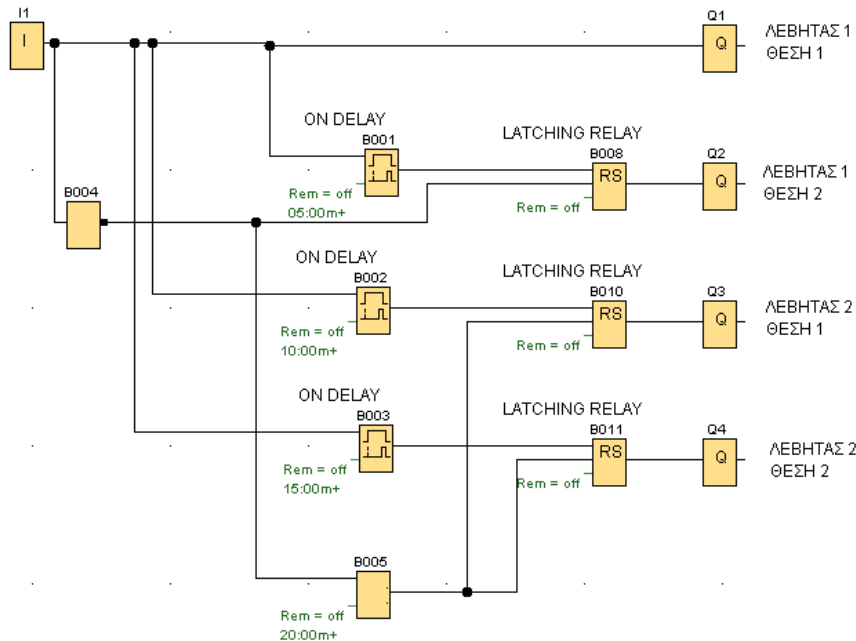 I1
I
Q1
Q
ΛΕΒΗΤΑΣ 1
ΘΕΣΗ 1
ON DELAY
B001
Rem = off
05:00m+
LATCHING RELAY
B008
RS
Rem = off
Q2
Q
ΛΕΒΗΤΑΣ 1
ΘΕΣΗ 2
B004
ON DELAY
B002
Rem = off
10:00m+
LATCHING RELAY
B010
RS
Rem = off
Q3
Q
ΛΕΒΗΤΑΣ 2
ΘΕΣΗ 1
ON DELAY
B003
Rem = off
15:00m+
LATCHING RELAY
B011
RS
Rem = off
Q4
Q
ΛΕΒΗΤΑΣ 2
ΘΕΣΗ 2
B005
Rem = off
20:00m+